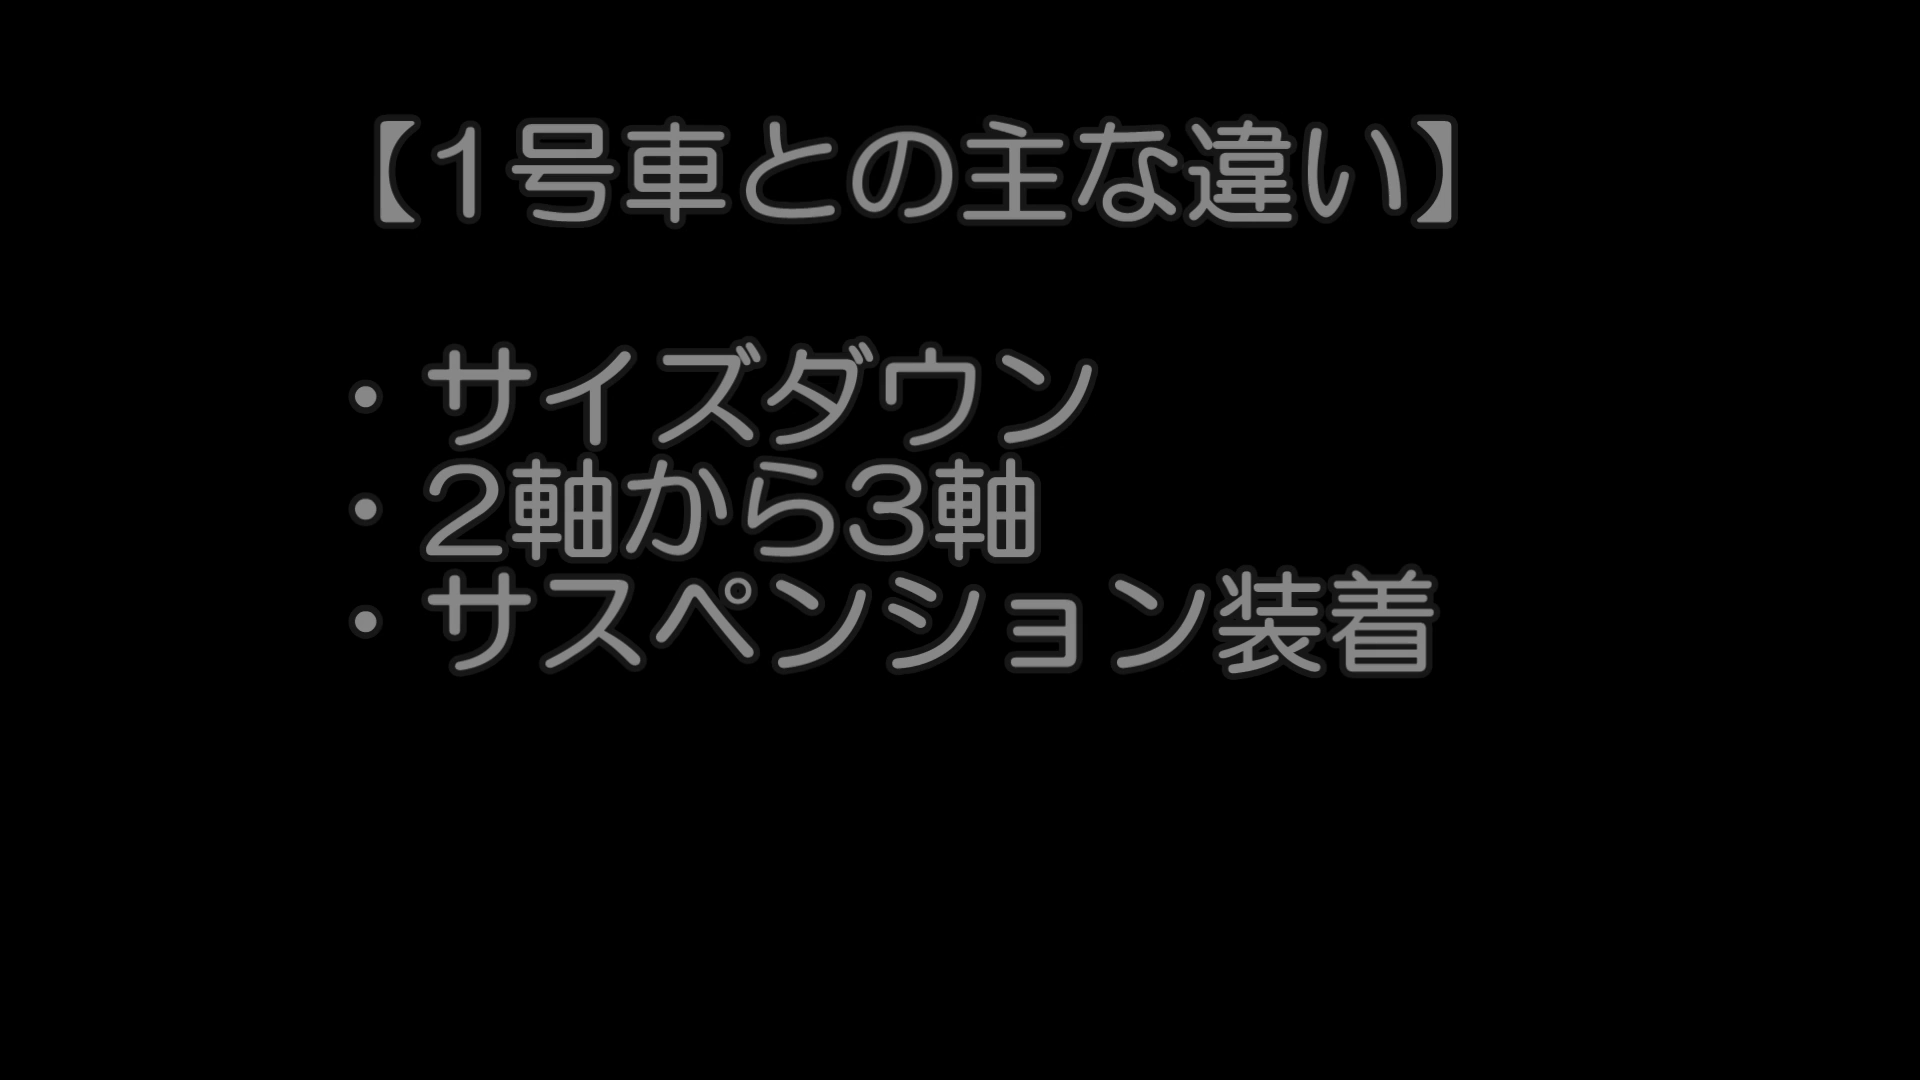 【1号車との主な違い】
・サイズダウン
・2軸から3軸
・サスペンション装着